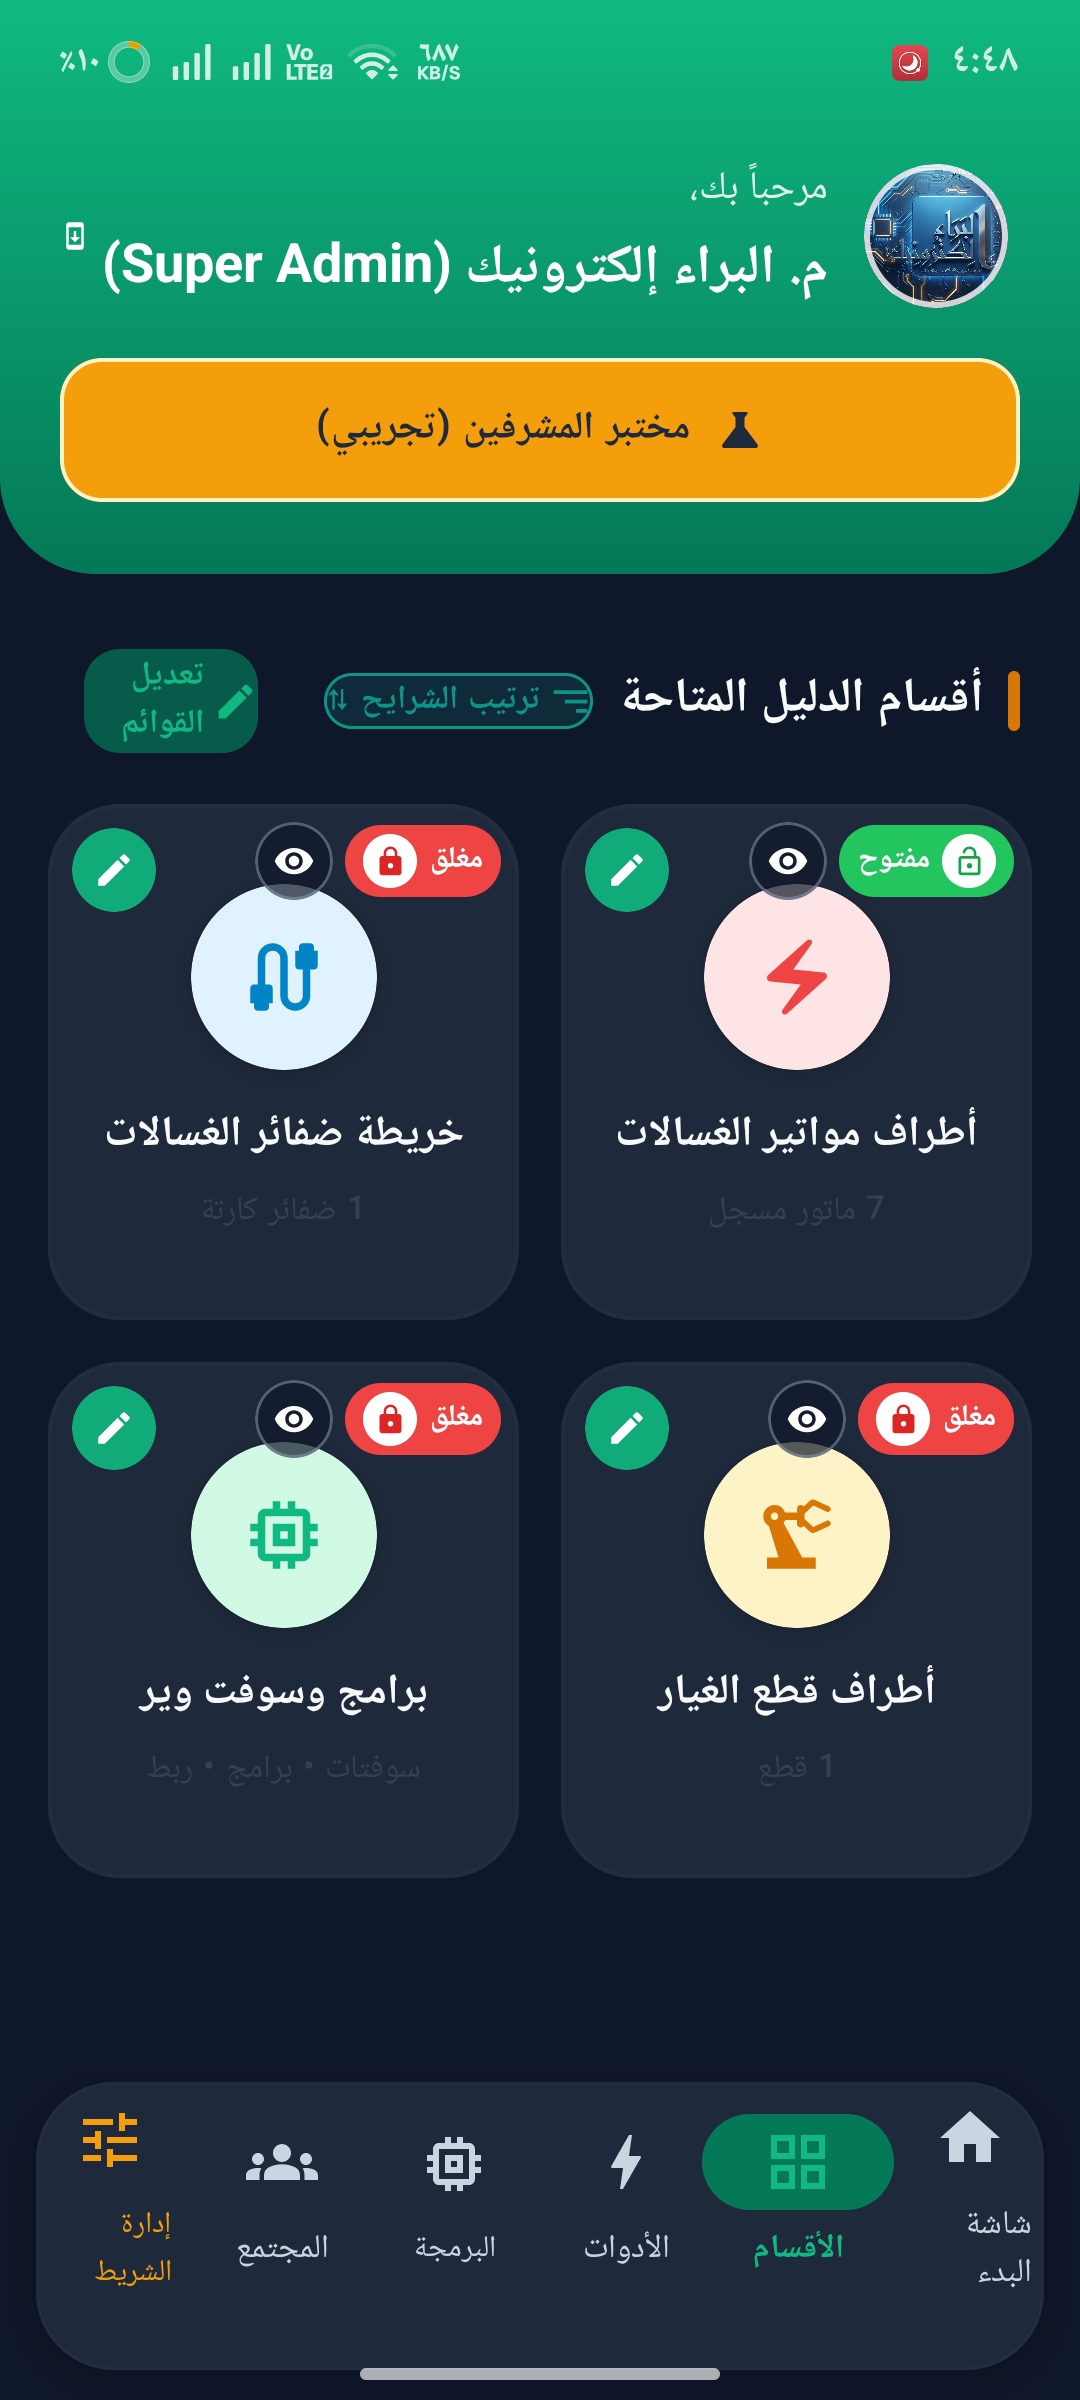 ٤:٤٨
٦٨٧
KB/S
Vo
LTE2
٪١٠
مرحباً بك،
م. البراء إلكترونيك (Super Admin)
مختبر المشرفين (تجريبي)
أقسام الدليل المتاحة
ترتيب الشرايح
تعديل
القوائم
مفتوح
أطراف مواتير الغسالات
7 ماتور مسجل
مغلق
خريطة ضفائر الغسالات
1 ضفائر كارتة
مغلق
أطراف قطع الغيار
1 قطع
مغلق
برامج وسوفت وير
سوفتات • برامج • ربط
شاشة
البدء
الأقسام
الأدوات
البرمجة
المجتمع
إدارة
الشريط